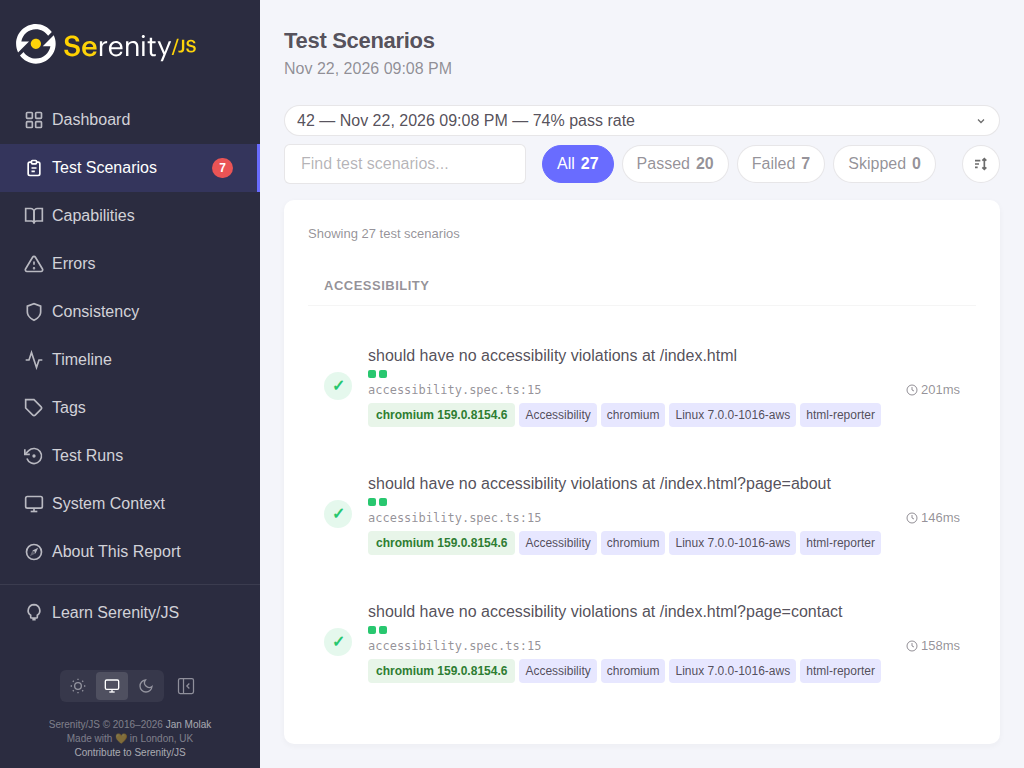 Serenity/JS
Dashboard
Test Scenarios 7
Capabilities
Errors
Consistency
Timeline
Tags
Test Runs
System Context
About This Report
Learn Serenity/JS
Serenity/JS © 2016–2026 Jan Molak
Made with 💛 in London, UK
Contribute to Serenity/JS
Test Scenarios
Nov 22, 2026 09:08 PM
42 — Nov 22, 2026 09:08 PM — 74% pass rate
Find test scenarios...
All 27
Passed 20
Failed 7
Skipped 0
Showing 27 test scenarios
ACCESSIBILITY
should have no accessibility violations at /index.html
accessibility.spec.ts:15
201ms
chromium 159.0.8154.6 Accessibility chromium Linux 7.0.0-1016-aws html-reporter
should have no accessibility violations at /index.html?page=about
accessibility.spec.ts:15
146ms
chromium 159.0.8154.6 Accessibility chromium Linux 7.0.0-1016-aws html-reporter
should have no accessibility violations at /index.html?page=contact
accessibility.spec.ts:15
158ms
chromium 159.0.8154.6 Accessibility chromium Linux 7.0.0-1016-aws html-reporter